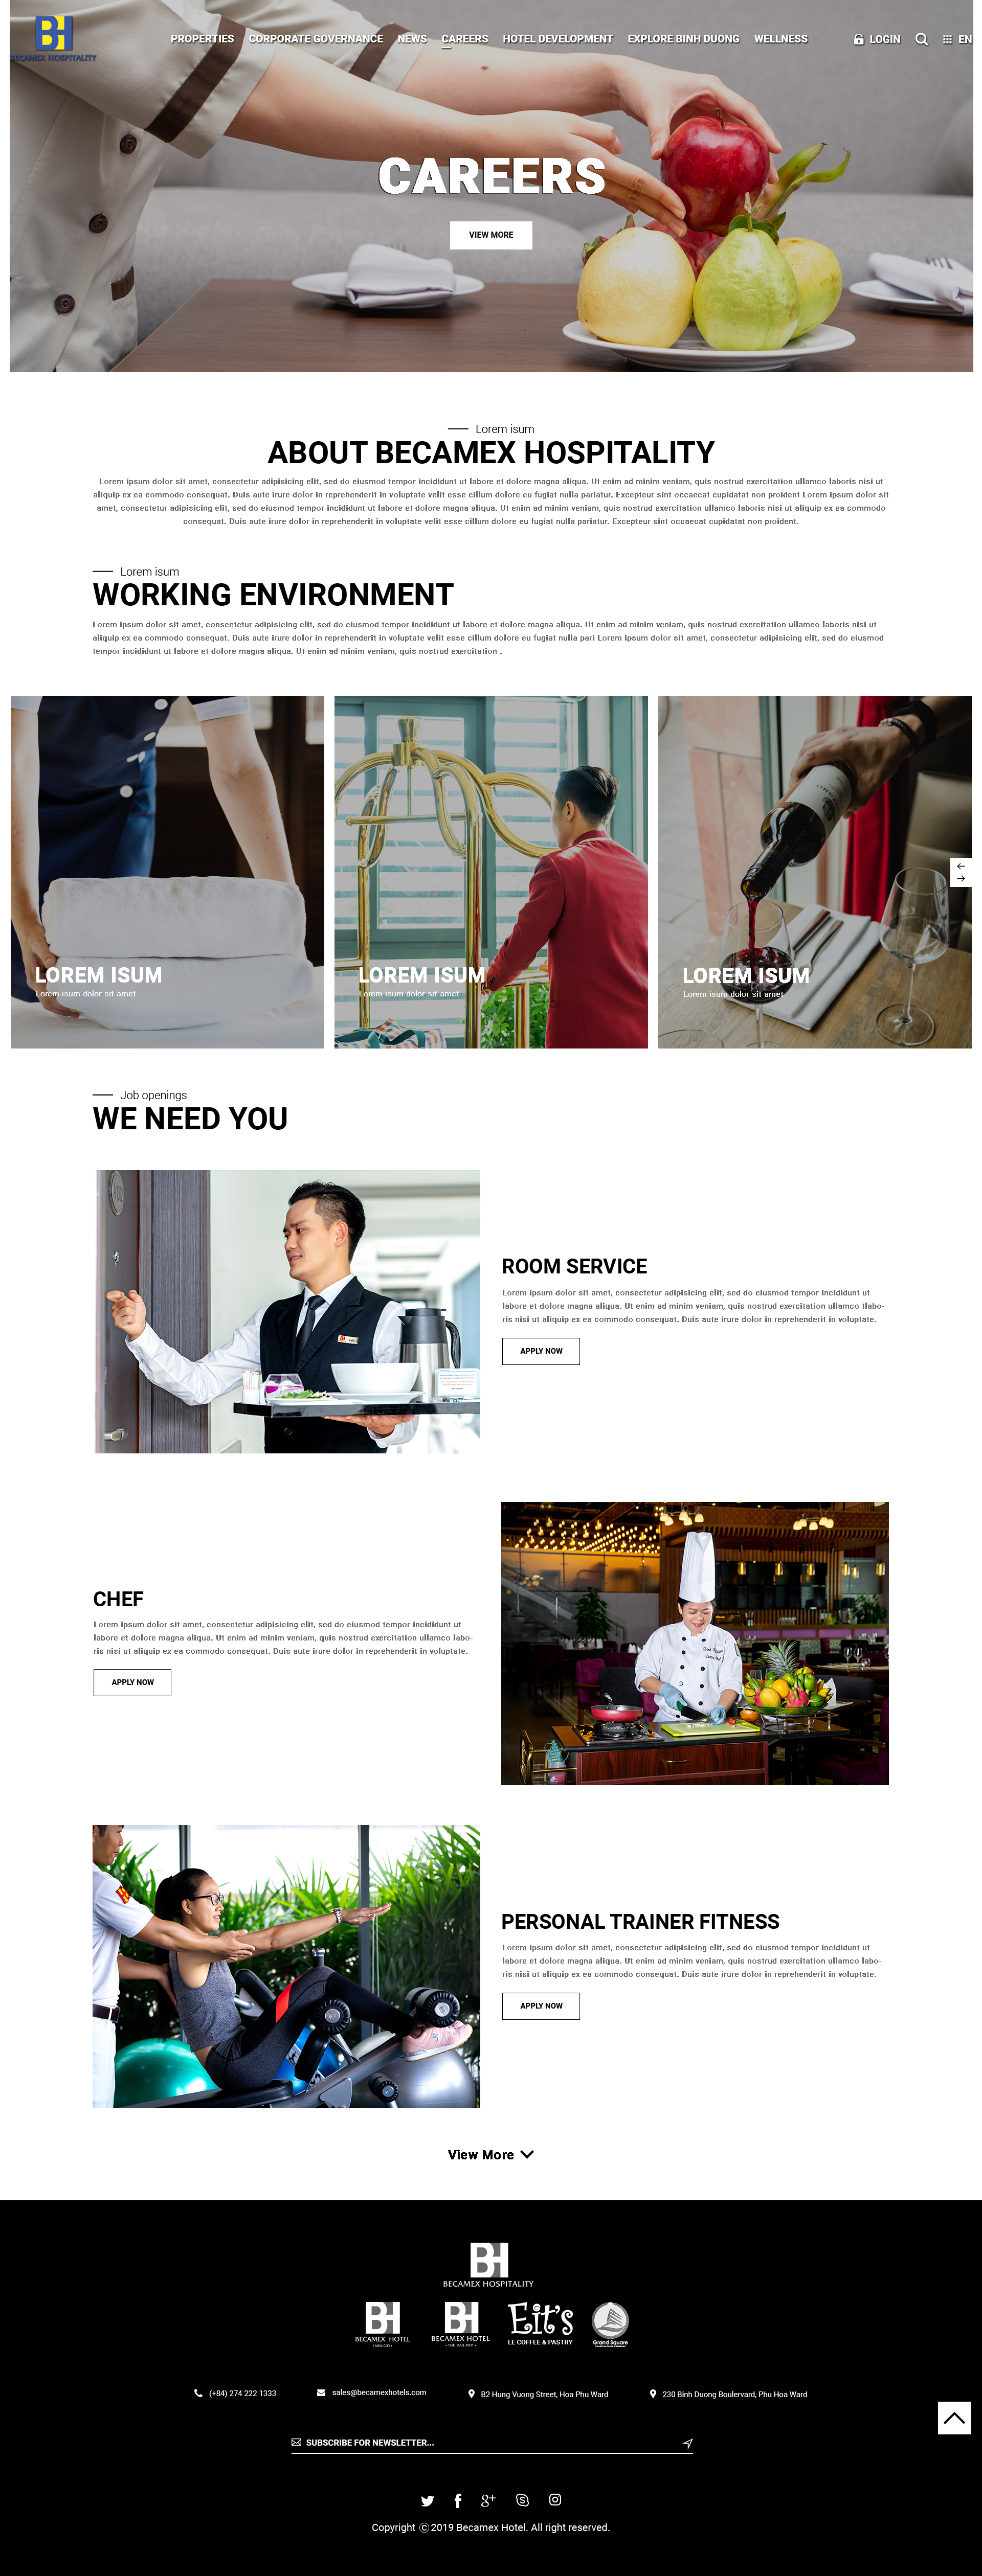 BH
BECAMEX HOSPITALITY
PROPERTIES CORPORATE GOVERNANCE NEWS CAREERS HOTEL DEVELOPMENT EXPLORE BINH DUONG WELLNESS LOGIN EN
CAREERS
VIEW MORE
Lorem isum
ABOUT BECAMEX HOSPITALITY
Lorem ipsum dolor sit amet, consectetur adipisicing elit, sed do eiusmod tempor incididunt ut labore et dolore magna aliqua. Ut enim ad minim veniam, quis nostrud exercitation ullamco laboris nisi ut
aliquip ex ea commodo consequat. Duis aute irure dolor in reprehenderit in voluptate velit esse cillum dolore eu fugiat nulla pariatur. Excepteur sint occaecat cupidatat non proident Lorem ipsum dolor sit
amet, consectetur adipisicing elit, sed do eiusmod tempor incididunt ut labore et dolore magna aliqua. Ut enim ad minim veniam, quis nostrud exercitation ullamco laboris nisi ut aliquip ex ea commodo
consequat. Duis aute irure dolor in reprehenderit in voluptate velit esse cillum dolore eu fugiat nulla pariatur. Excepteur sint occaecat cupidatat non proident.
Lorem isum
WORKING ENVIRONMENT
Lorem ipsum dolor sit amet, consectetur adipisicing elit, sed do eiusmod tempor incididunt ut labore et dolore magna aliqua. Ut enim ad minim veniam, quis nostrud exercitation ullamco laboris nisi ut
aliquip ex ea commodo consequat. Duis aute irure dolor in reprehenderit in voluptate velit esse cillum dolore eu fugiat nulla pari Lorem ipsum dolor sit amet, consectetur adipisicing elit, sed do eiusmod
tempor incididunt ut labore et dolore magna aliqua. Ut enim ad minim veniam, quis nostrud exercitation .
LOREM ISUM
Lorem isum dolor sit amet
LOREM ISUM
Lorem isum dolor sit amet
LOREM ISUM
Lorem isum dolor sit amet
Job openings
WE NEED YOU
ROOM SERVICE
Lorem ipsum dolor sit amet, consectetur adipisicing elit, sed do eiusmod tempor incididunt ut
labore et dolore magna aliqua. Ut enim ad minim veniam, quis nostrud exercitation ullamco tlabo-
ris nisi ut aliquip ex ea commodo consequat. Duis aute irure dolor in reprehenderit in voluptate.
APPLY NOW
CHEF
Lorem ipsum dolor sit amet, consectetur adipisicing elit, sed do eiusmod tempor incididunt ut
labore et dolore magna aliqua. Ut enim ad minim veniam, quis nostrud exercitation ullamco labo-
ris nisi ut aliquip ex ea commodo consequat. Duis aute irure dolor in reprehenderit in voluptate.
APPLY NOW
PERSONAL TRAINER FITNESS
Lorem ipsum dolor sit amet, consectetur adipisicing elit, sed do eiusmod tempor incididunt ut
labore et dolore magna aliqua. Ut enim ad minim veniam, quis nostrud exercitation ullamco labo-
ris nisi ut aliquip ex ea commodo consequat. Duis aute irure dolor in reprehenderit in voluptate.
APPLY NOW
View More
BH
BECAMEX HOSPITALITY
BH
BECAMEX HOTEL
• NEW CITY •
BH
BECAMEX HOTEL
• THU DAU MOT •
Eit's
LE COFFEE & PASTRY
Grand Square
(+84) 274 222 1333
sales@becamexhotels.com
B2 Hung Vuong Street, Hoa Phu Ward
230 Binh Duong Boulervard, Phu Hoa Ward
SUBSCRIBE FOR NEWSLETTER...
Copyright © 2019 Becamex Hotel. All right reserved.